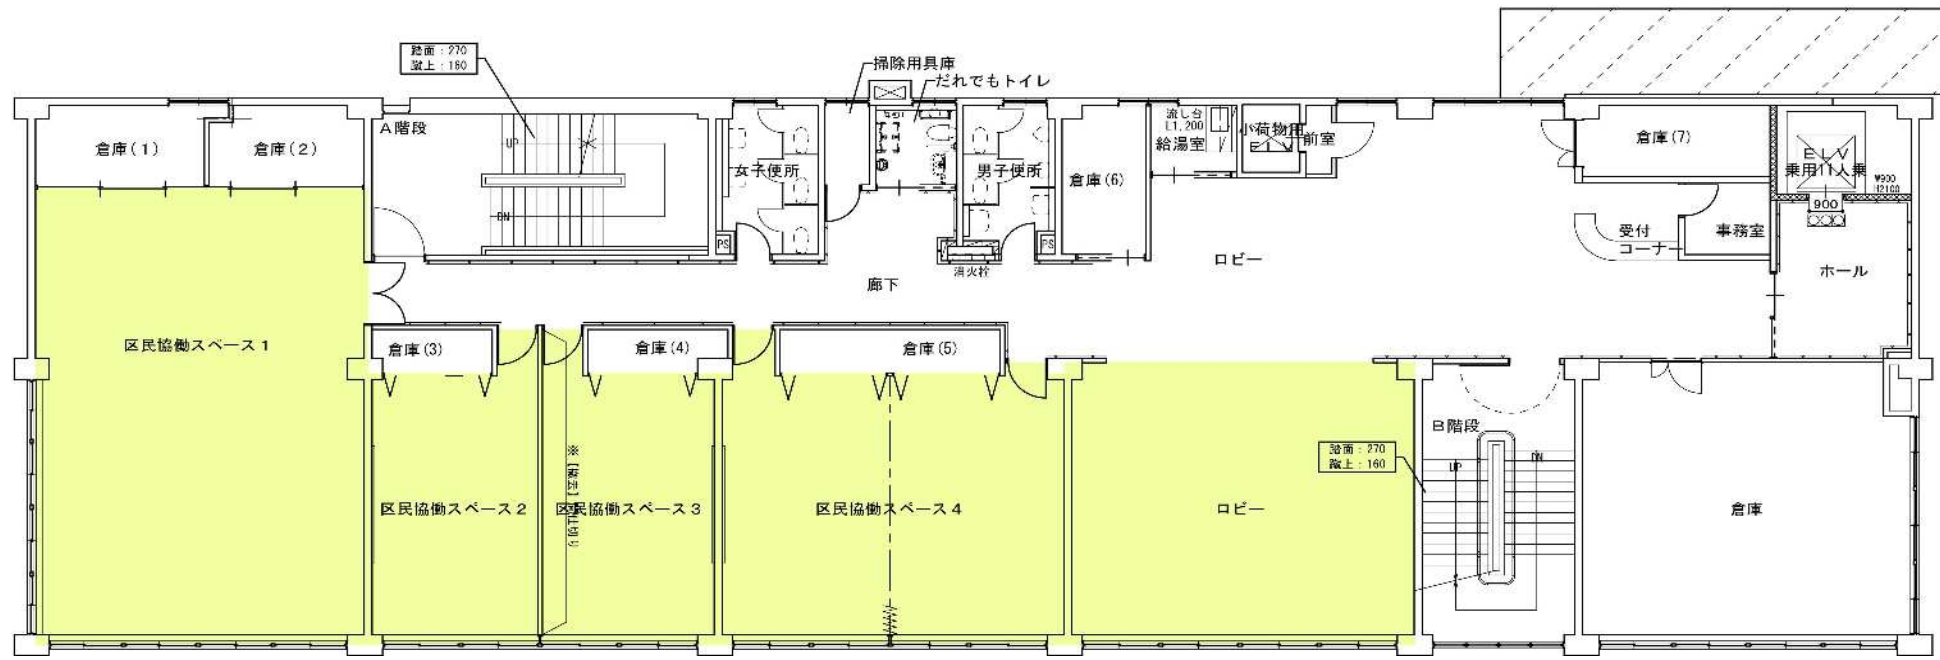 踏面：270
蹴上：160
掃除用具庫
だれでもトイレ
倉庫(1)
倉庫(2)
A階段
UP
DN
女子便所
PS
男子便所
PS
消火栓
倉庫(6)
流し台
L1,200
給湯室
小荷物用
ELV
前室
倉庫(7)
ELV
乗用11人乗
W900
H2100
900
受付
コーナー
事務室
ホール
ロビー
廊下
区民協働スペース1
倉庫(3)
倉庫(4)
倉庫(5)
区民協働スペース2
区民協働スペース3
区民協働スペース4
ロビー
B階段
踏面：270
蹴上：160
UP
DN
倉庫